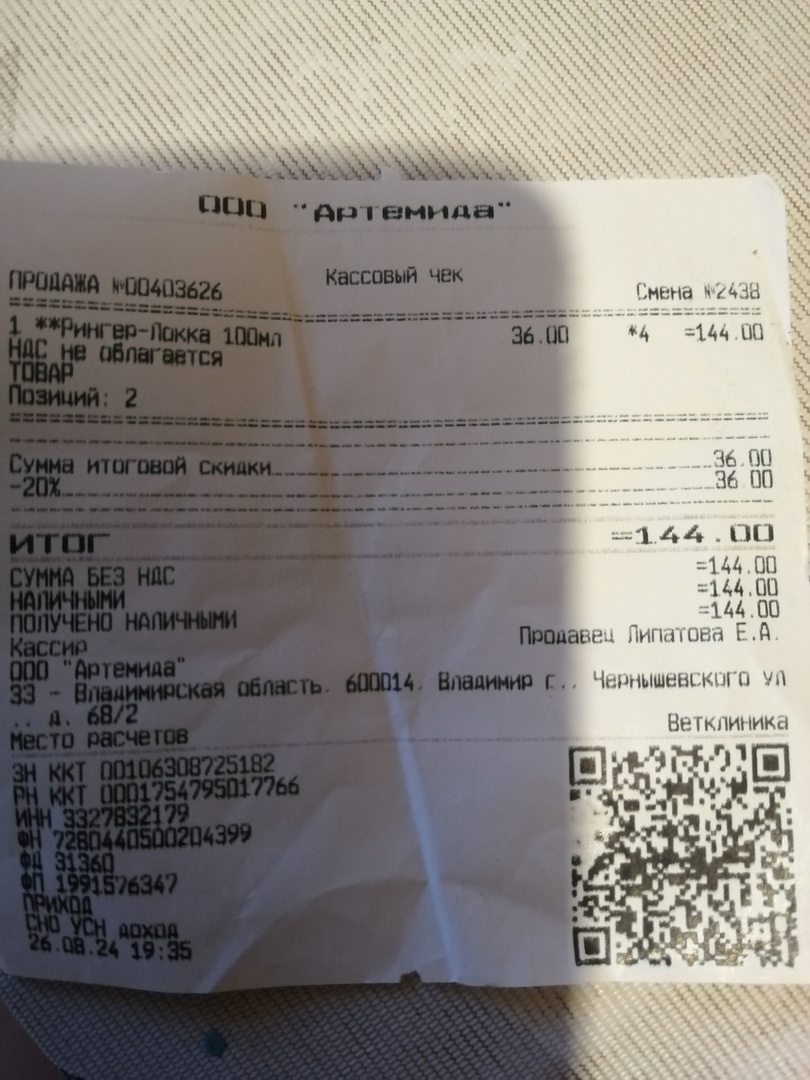 ООО "Артемида"
ПРОДАЖА №00403626 Кассовый чек Смена №2438
1 **Рингер-Локка 100мл 36.00 *4 =144.00
НДС не облагается
ТОВАР
Позиций: 2
Сумма итоговой скидки 36.00
-20% 36.00
ИТОГ =144.00
СУММА БЕЗ НДС =144.00
НАЛИЧНЫМИ =144.00
ПОЛУЧЕНО НАЛИЧНЫМИ =144.00
Кассир Продавец Липатова Е.А.
ООО "Артемида"
33 - Владимирская область. 600014. Владимир г.. Чернышевского ул
.. д. 68/2
Место расчетов Ветклиника
ЗН ККТ 00106308725182
РН ККТ 0001754795017766
ИНН 3327832179
ФН 7280440500204399
ФД 31360
ФП 1991576347
ПРИХОД
СНО УСН доход
26.08.24 19:35